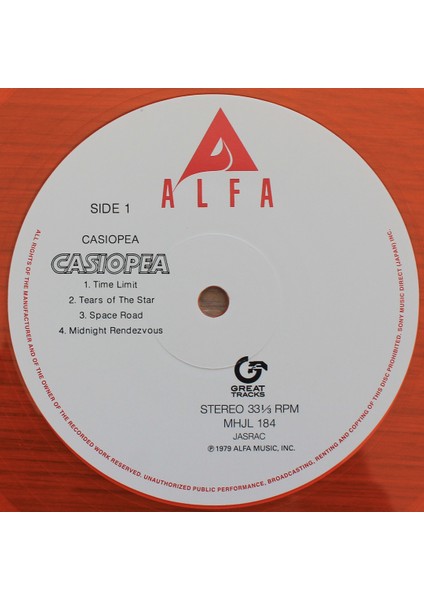 ALFA
SIDE 1
CASIOPEA
CASIOPEA
1. Time Limit
2. Tears of The Star
3. Space Road
4. Midnight Rendezvous
GREAT
TRACKS
STEREO 33⅓ RPM
MHJL 184
JASRAC
Ⓟ1979 ALFA MUSIC, INC.
ALL RIGHTS OF THE MANUFACTURER AND OF THE OWNER OF THE RECORDED WORK RESERVED. UNAUTHORIZED PUBLIC PERFORMANCE, BROADCASTING, RENTING AND COPYING OF THIS DISC PROHIBITED. SONY MUSIC DIRECT (JAPAN) INC.